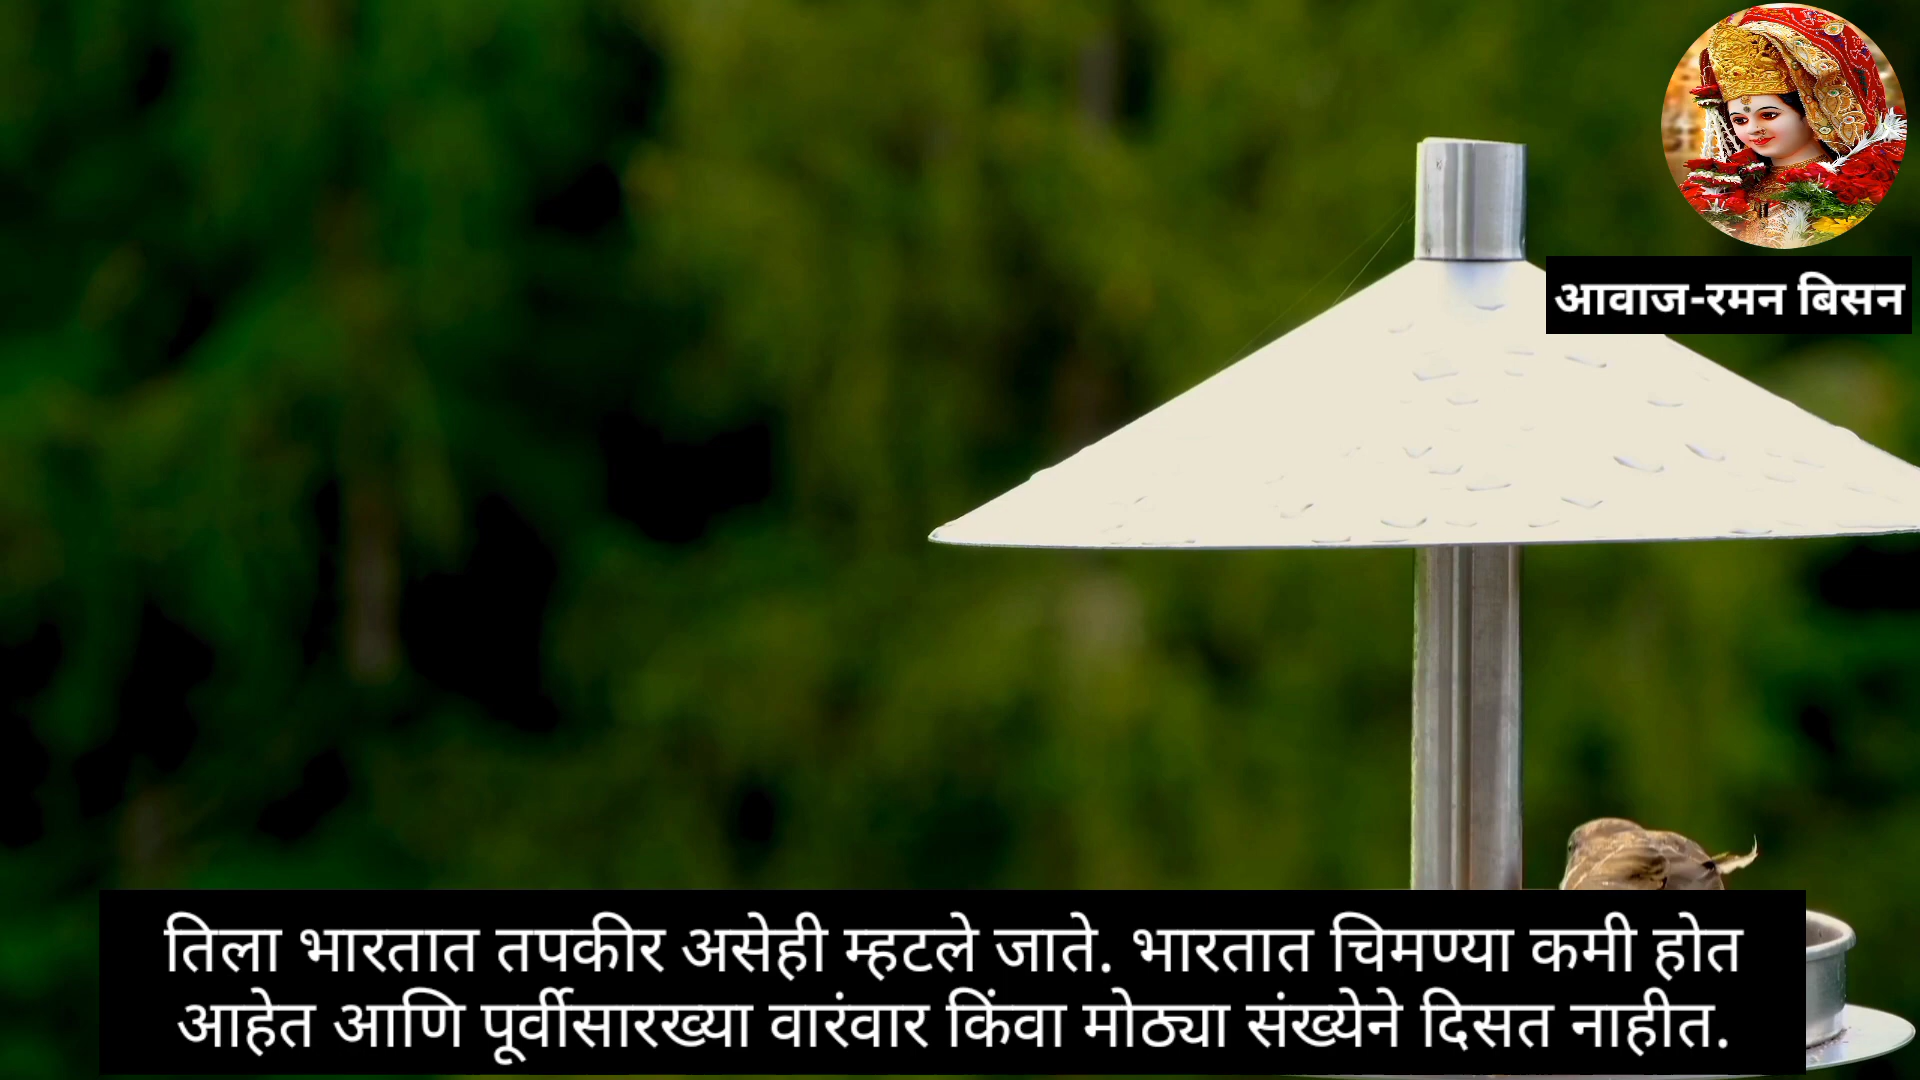 आवाज-रमन बिसन
तिला भारतात तपकीर असेही म्हटले जाते. भारतात चिमण्या कमी होत
आहेत आणि पूर्वीसारख्या वारंवार किंवा मोठ्या संख्येने दिसत नाहीत.